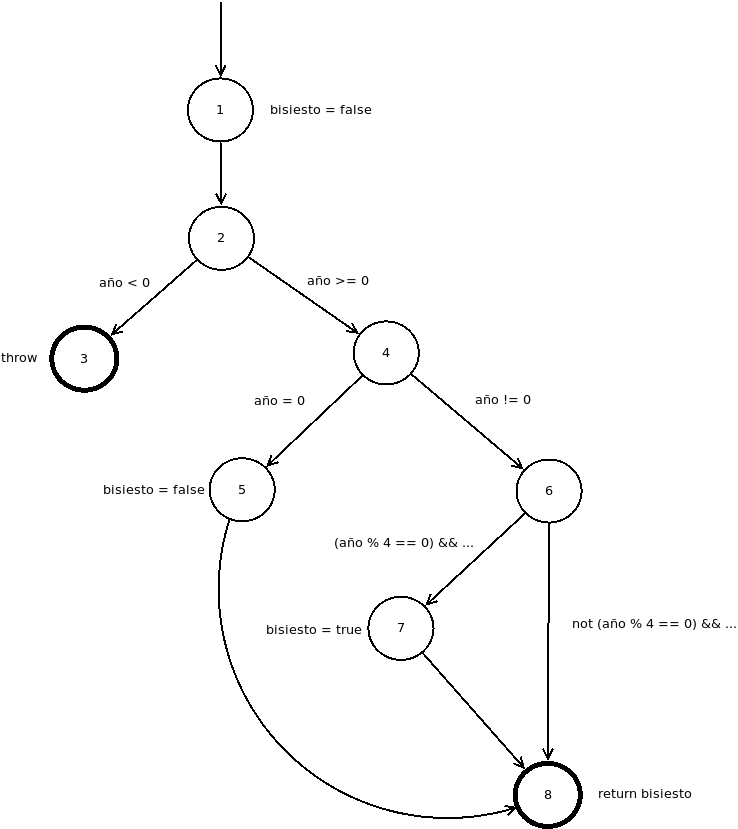 1
bisiesto = false
2
año < 0
año >= 0
throw
3
4
año = 0
año != 0
bisiesto = false
5
6
(año % 4 == 0) && ...
not (año % 4 == 0) && ...
bisiesto = true
7
8
return bisiesto